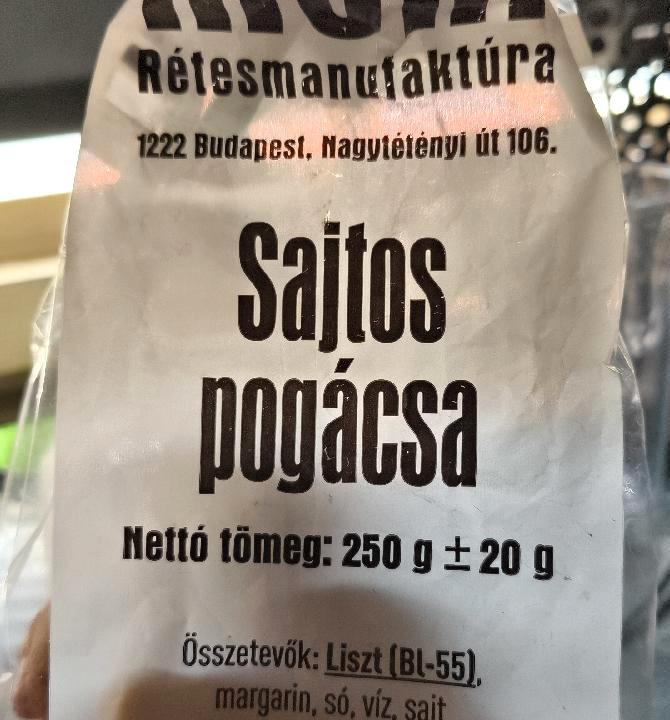 Rétesmanufaktúra
1222 Budapest, Nagytétényi út 106.
Sajtos
pogácsa
Nettó tömeg: 250 g ± 20 g
Összetevők: Liszt (Bl-55),
margarin, só, víz, sajt